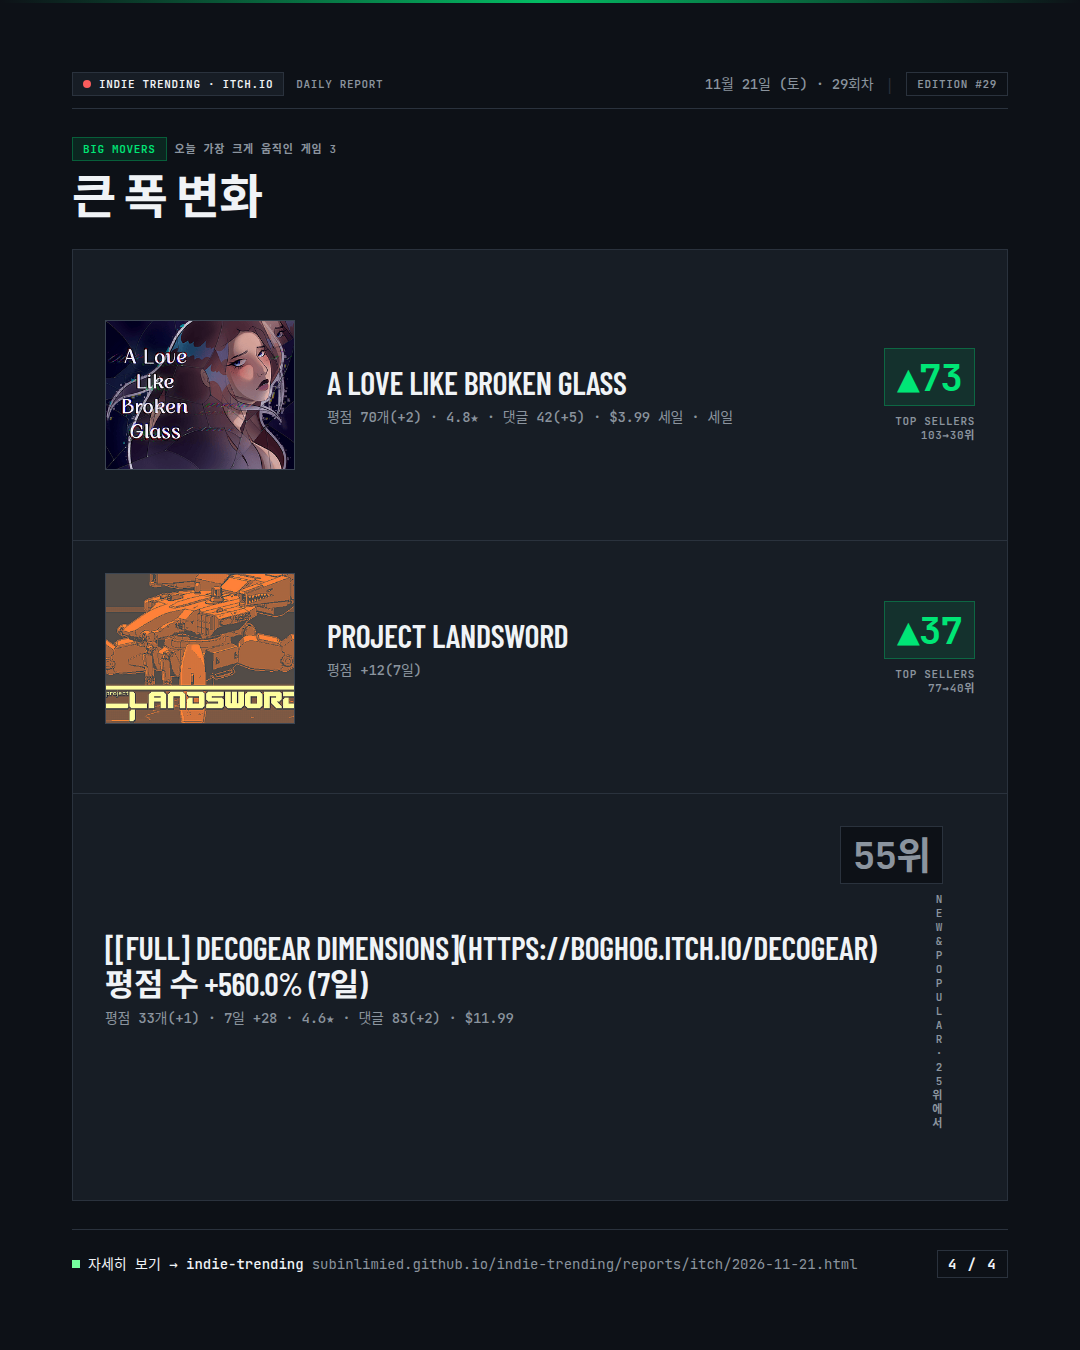 INDIE TRENDING · ITCH.IO DAILY REPORT 11월 21일 (토) · 29회차 EDITION #29
BIG MOVERS 오늘 가장 크게 움직인 게임 3
큰 폭 변화
A Love
Like
Broken
Glass
A LOVE LIKE BROKEN GLASS
평점 70개(+2) · 4.8★ · 댓글 42(+5) · $3.99 세일 · 세일
▲73
TOP SELLERS
103→30위
project
LANDSWORD
PROJECT LANDSWORD
평점 +12(7일)
▲37
TOP SELLERS
77→40위
[[FULL] DECOGEAR DIMENSIONS](HTTPS://BOGHOG.ITCH.IO/DECOGEAR)
평점 수 +560.0% (7일)
평점 33개(+1) · 7일 +28 · 4.6★ · 댓글 83(+2) · $11.99
55위
NEW&POPULAR·25위에서
자세히 보기 → indie-trending subinlimied.github.io/indie-trending/reports/itch/2026-11-21.html 4 / 4